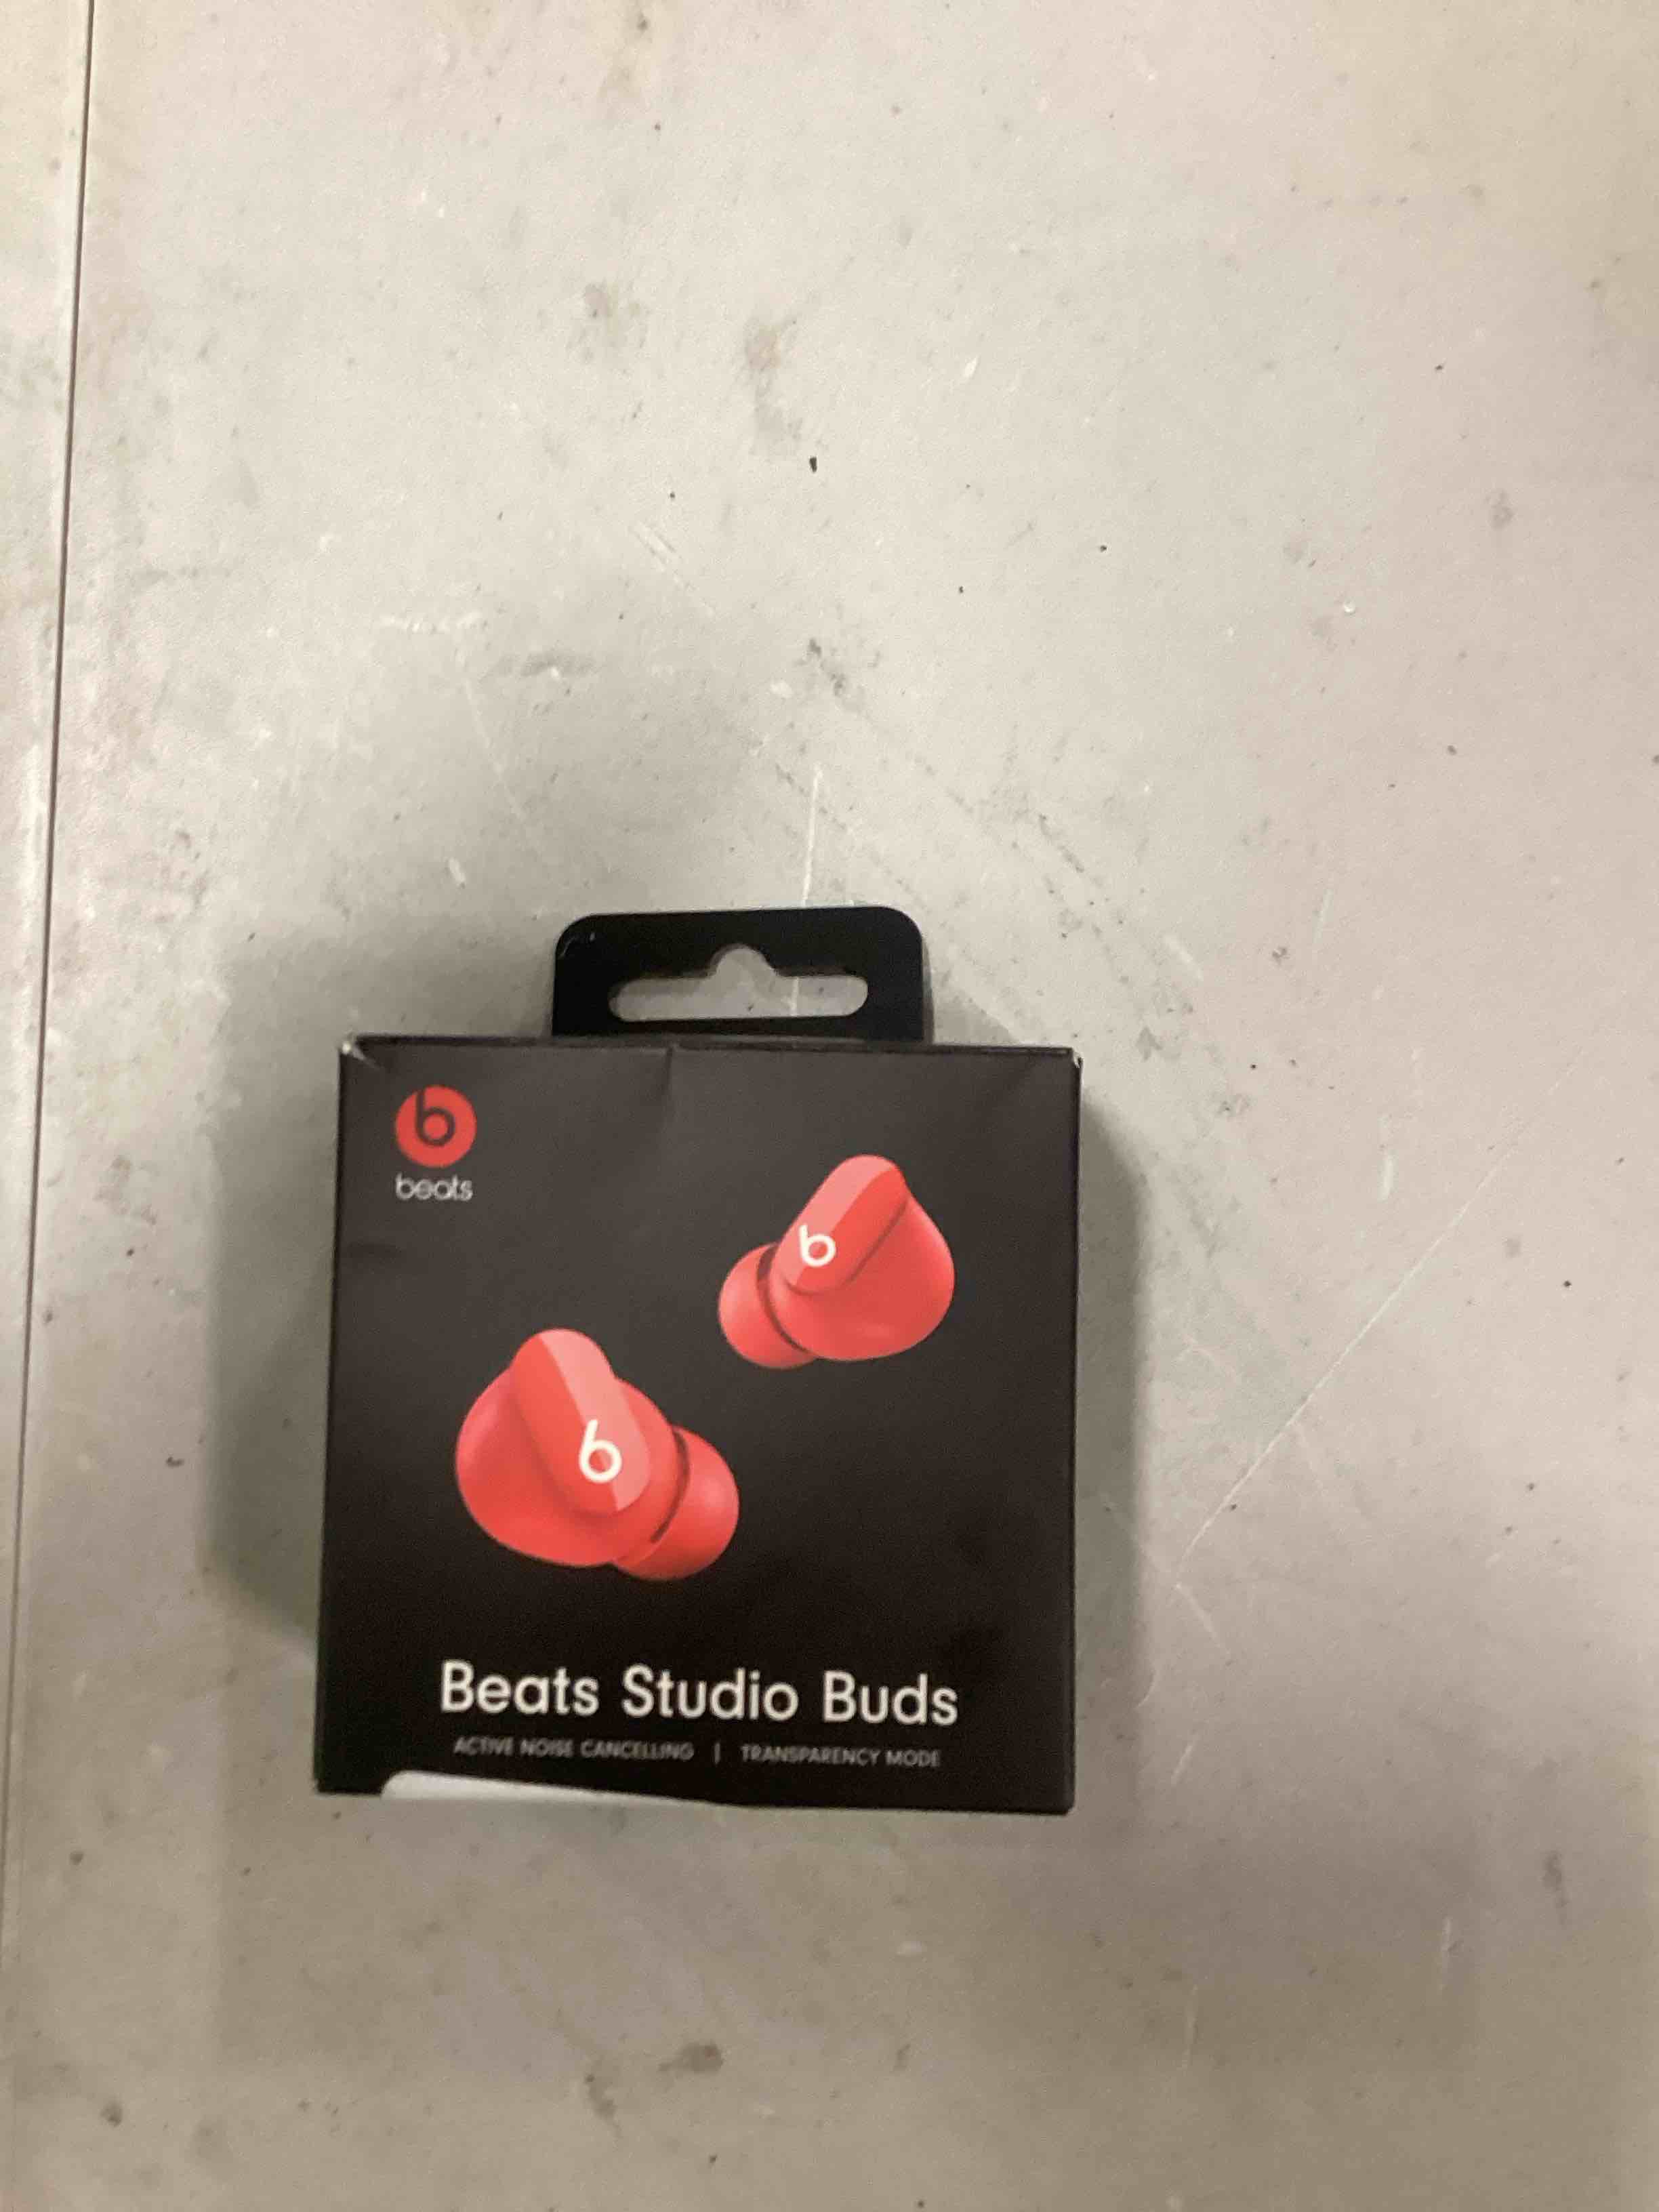 beats
Beats Studio Buds
ACTIVE NOISE CANCELLING | TRANSPARENCY MODE